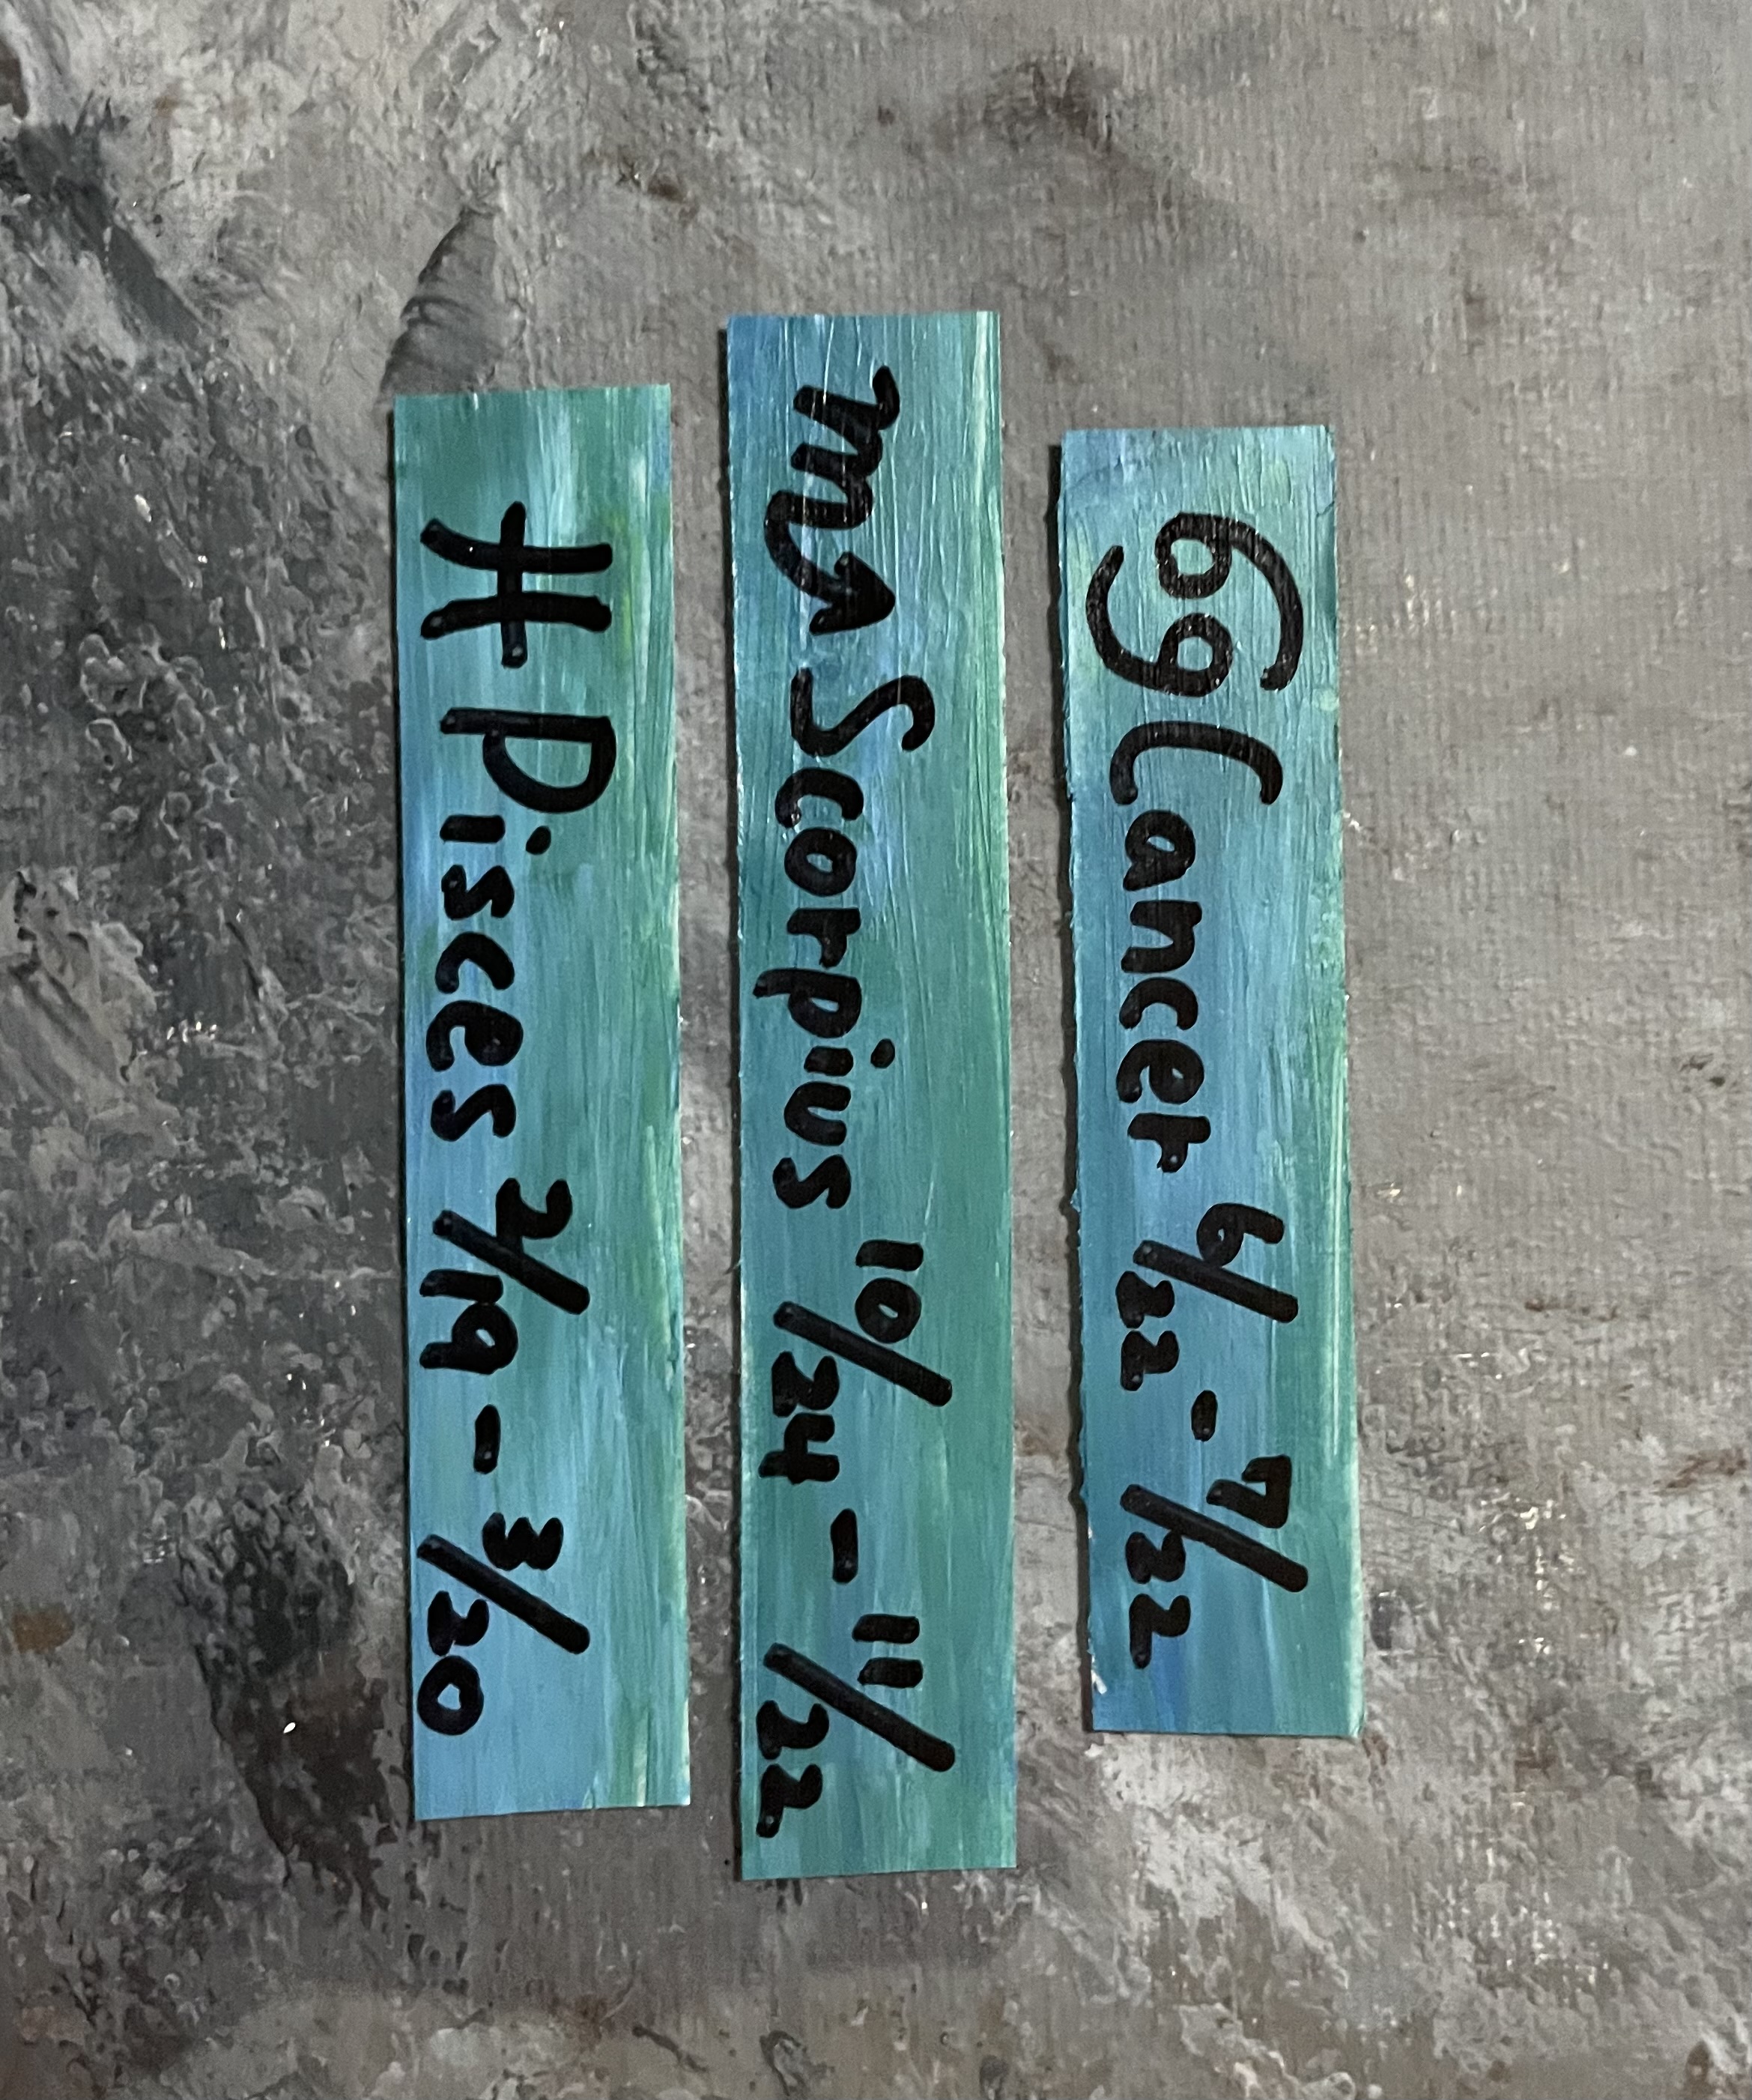 ♋ Cancer 6/22 - 7/22
♏ Scorpius 10/24 - 11/22
♓ Pisces 2/19 - 3/20